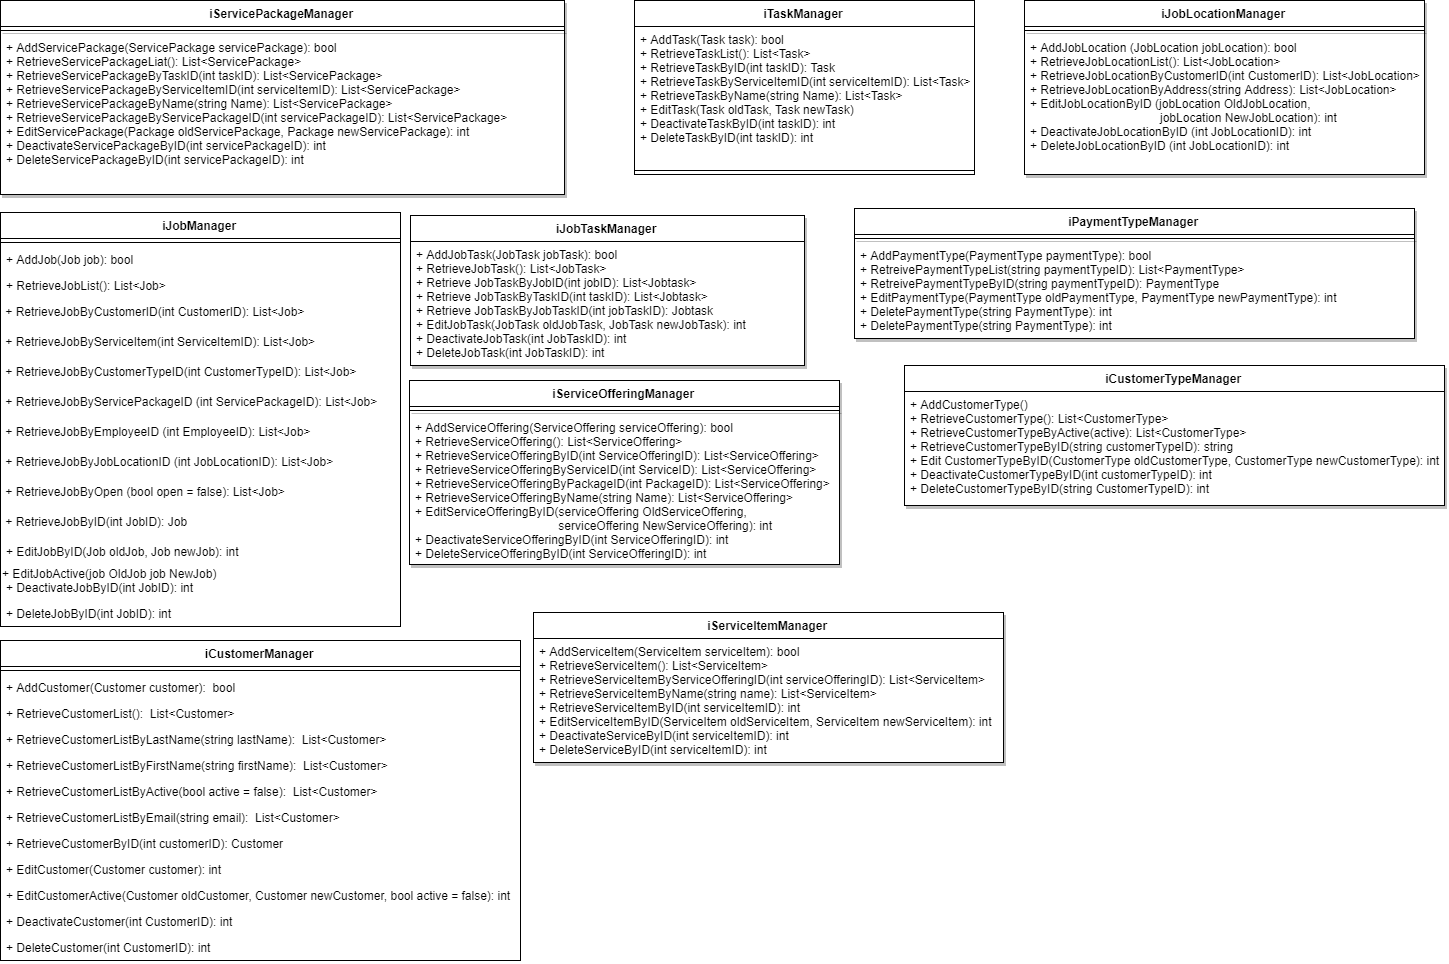 iServicePackageManager
+ AddServicePackage(ServicePackage servicePackage): bool
+ RetrieveServicePackageLiat(): List<ServicePackage>
+ RetrieveServicePackageByTaskID(int taskID): List<ServicePackage>
+ RetrieveServicePackageByServiceItemID(int serviceItemID): List<ServicePackage>
+ RetrieveServicePackageByName(string Name): List<ServicePackage>
+ RetrieveServicePackageByServicePackageID(int servicePackageID): List<ServicePackage>
+ EditServicePackage(Package oldServicePackage, Package newServicePackage): int
+ DeactivateServicePackageByID(int servicePackageID): int
+ DeleteServicePackageByID(int servicePackageID): int
iTaskManager
+ AddTask(Task task): bool
+ RetrieveTaskList(): List<Task>
+ RetrieveTaskByID(int taskID): Task
+ RetrieveTaskByServiceItemID(int serviceItemID): List<Task>
+ RetrieveTaskByName(string Name): List<Task>
+ EditTask(Task oldTask, Task newTask)
+ DeactivateTaskByID(int taskID): int
+ DeleteTaskByID(int taskID): int
iJobLocationManager
+ AddJobLocation (JobLocation jobLocation): bool
+ RetrieveJobLocationList(): List<JobLocation>
+ RetrieveJobLocationByCustomerID(int CustomerID): List<JobLocation>
+ RetrieveJobLocationByAddress(string Address): List<JobLocation>
+ EditJobLocationByID (jobLocation OldJobLocation,
jobLocation NewJobLocation): int
+ DeactivateJobLocationByID (int JobLocationID): int
+ DeleteJobLocationByID (int JobLocationID): int
iJobManager
+ AddJob(Job job): bool
+ RetrieveJobList(): List<Job>
+ RetrieveJobByCustomerID(int CustomerID): List<Job>
+ RetrieveJobByServiceItem(int ServiceItemID): List<Job>
+ RetrieveJobByCustomerTypeID(int CustomerTypeID): List<Job>
+ RetrieveJobByServicePackageID (int ServicePackageID): List<Job>
+ RetrieveJobByEmployeeID (int EmployeeID): List<Job>
+ RetrieveJobByJobLocationID (int JobLocationID): List<Job>
+ RetrieveJobByOpen (bool open = false): List<Job>
+ RetrieveJobByID(int JobID): Job
+ EditJobByID(Job oldJob, Job newJob): int
+ EditJobActive(job OldJob job NewJob)
+ DeactivateJobByID(int JobID): int
+ DeleteJobByID(int JobID): int
iJobTaskManager
+ AddJobTask(JobTask jobTask): bool
+ RetrieveJobTask(): List<JobTask>
+ Retrieve JobTaskByJobID(int jobID): List<Jobtask>
+ Retrieve JobTaskByTaskID(int taskID): List<Jobtask>
+ Retrieve JobTaskByJobTaskID(int jobTaskID): Jobtask
+ EditJobTask(JobTask oldJobTask, JobTask newJobTask): int
+ DeactivateJobTask(int JobTaskID): int
+ DeleteJobTask(int JobTaskID): int
iPaymentTypeManager
+ AddPaymentType(PaymentType paymentType): bool
+ RetreivePaymentTypeList(string paymentTypeID): List<PaymentType>
+ RetreivePaymentTypeByID(string paymentTypeID): PaymentType
+ EditPaymentType(PaymentType oldPaymentType, PaymentType newPaymentType): int
+ DeletePaymentType(string PaymentType): int
+ DeletePaymentType(string PaymentType): int
iServiceOfferingManager
+ AddServiceOffering(ServiceOffering serviceOffering): bool
+ RetrieveServiceOffering(): List<ServiceOffering>
+ RetrieveServiceOfferingByID(int ServiceOfferingID): List<ServiceOffering>
+ RetrieveServiceOfferingByServiceID(int ServiceID): List<ServiceOffering>
+ RetrieveServiceOfferingByPackageID(int PackageID): List<ServiceOffering>
+ RetrieveServiceOfferingByName(string Name): List<ServiceOffering>
+ EditServiceOfferingByID(serviceOffering OldServiceOffering,
serviceOffering NewServiceOffering): int
+ DeactivateServiceOfferingByID(int ServiceOfferingID): int
+ DeleteServiceOfferingByID(int ServiceOfferingID): int
iCustomerTypeManager
+ AddCustomerType()
+ RetrieveCustomerType(): List<CustomerType>
+ RetrieveCustomerTypeByActive(active): List<CustomerType>
+ RetrieveCustomerTypeByID(string customerTypeID): string
+ Edit CustomerTypeByID(CustomerType oldCustomerType, CustomerType newCustomerType): int
+ DeactivateCustomerTypeByID(int customerTypeID): int
+ DeleteCustomerTypeByID(string CustomerTypeID): int
iCustomerManager
+ AddCustomer(Customer customer):  bool
+ RetrieveCustomerList():  List<Customer>
+ RetrieveCustomerListByLastName(string lastName):  List<Customer>
+ RetrieveCustomerListByFirstName(string firstName):  List<Customer>
+ RetrieveCustomerListByActive(bool active = false):  List<Customer>
+ RetrieveCustomerListByEmail(string email):  List<Customer>
+ RetrieveCustomerByID(int customerID): Customer
+ EditCustomer(Customer customer): int
+ EditCustomerActive(Customer oldCustomer, Customer newCustomer, bool active = false): int
+ DeactivateCustomer(int CustomerID): int
+ DeleteCustomer(int CustomerID): int
iServiceItemManager
+ AddServiceItem(ServiceItem serviceItem): bool
+ RetrieveServiceItem(): List<ServiceItem>
+ RetrieveServiceItemByServiceOfferingID(int serviceOfferID): List<ServiceItem>
+ RetrieveServiceItemByName(string name): List<ServiceItem>
+ RetrieveServiceItemByID(int serviceItemID): int
+ EditServiceItemByID(ServiceItem oldServiceItem, ServiceItem newServiceItem): int
+ DeactivateServiceByID(int serviceItemID): int
+ DeleteServiceByID(int serviceItemID): int